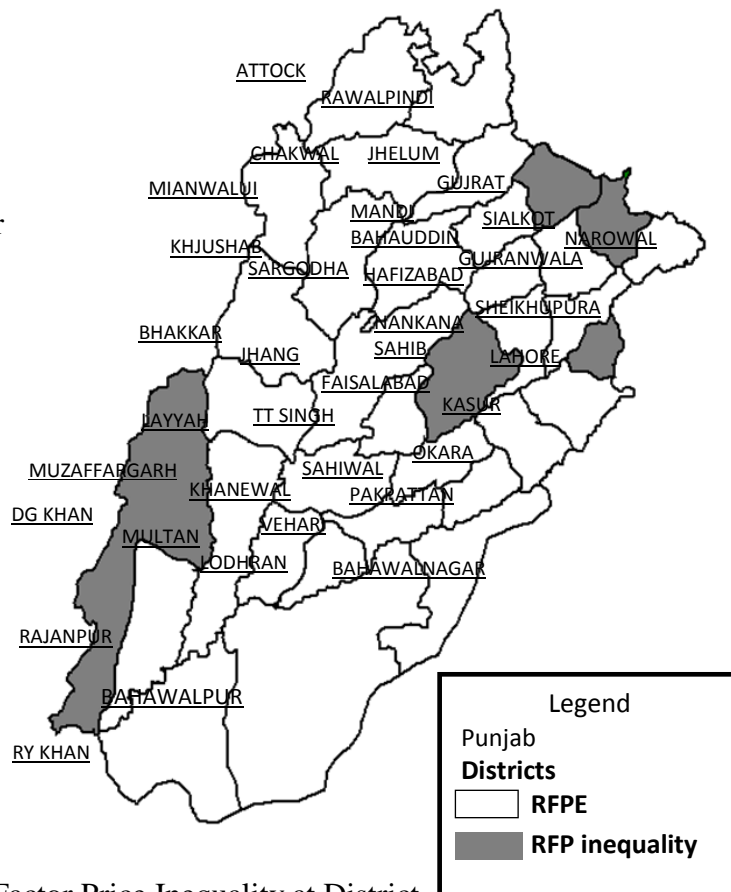 ATTOCK
RAWALPINDI
CHAKWAL
JHELUM
GUJRAT
MIANWALUI
MANDI
BAHAUDDIN
SIALKOT
NAROWAL
KHJUSHAB
SARGODHA
HAFIZABAD
GUJRANWALA
SHEIKHUPURA
NANKANA
SAHIB
BHAKKAR
JHANG
LAHORE
FAISALABAD
KASUR
LAYYAH
TT SINGH
OKARA
MUZAFFARGARH
SAHIWAL
KHANEWAL
PAKPATTAN
DG KHAN
VEHARI
MULTAN
LODHRAN
BAHAWALNAGAR
RAJANPUR
BAHAWALPUR
RY KHAN
Legend
Punjab
Districts
RFPE
RFP inequality
Factor Price Inequality at District